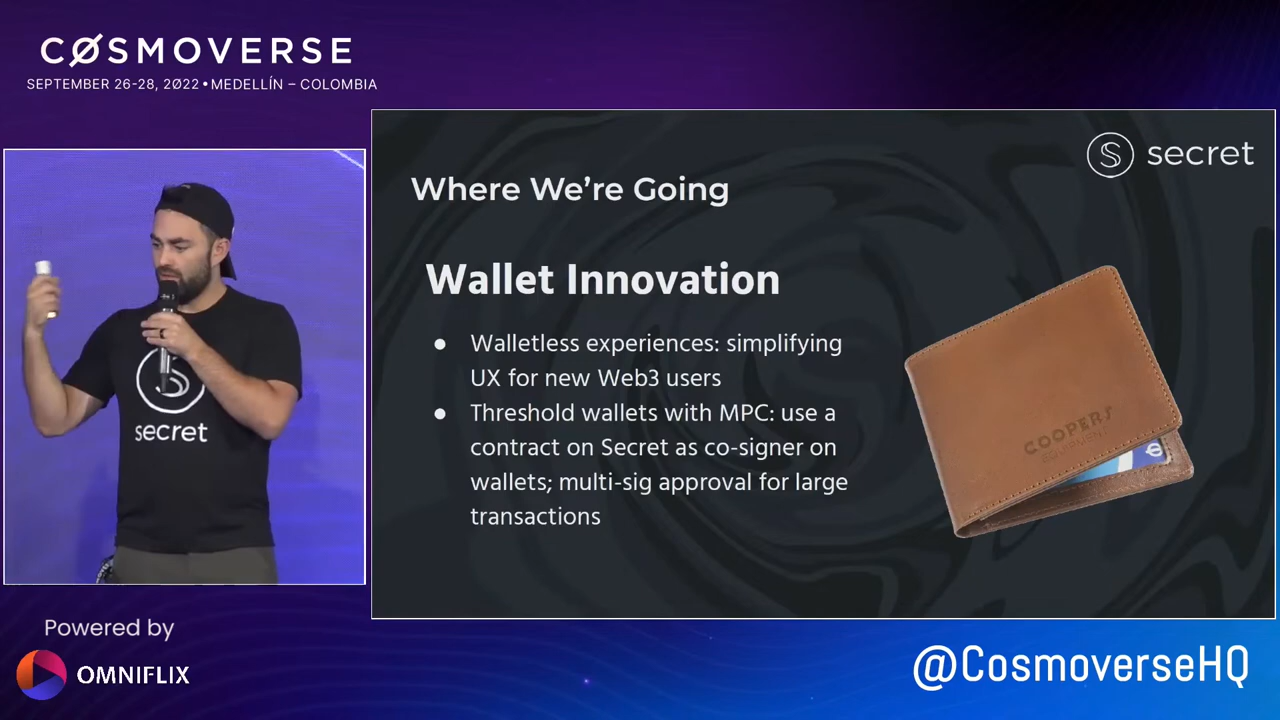 CØSMOVERSE
SEPTEMBER 26-28, 2022 • MEDELLÍN – COLOMBIA
secret
Where We're Going
Wallet Innovation
● Walletless experiences: simplifying
UX for new Web3 users
● Threshold wallets with MPC: use a
contract on Secret as co-signer on
wallets; multi-sig approval for large
transactions
COOPERS
secret
Powered by
OMNIFLIX
@CosmoverseHQ